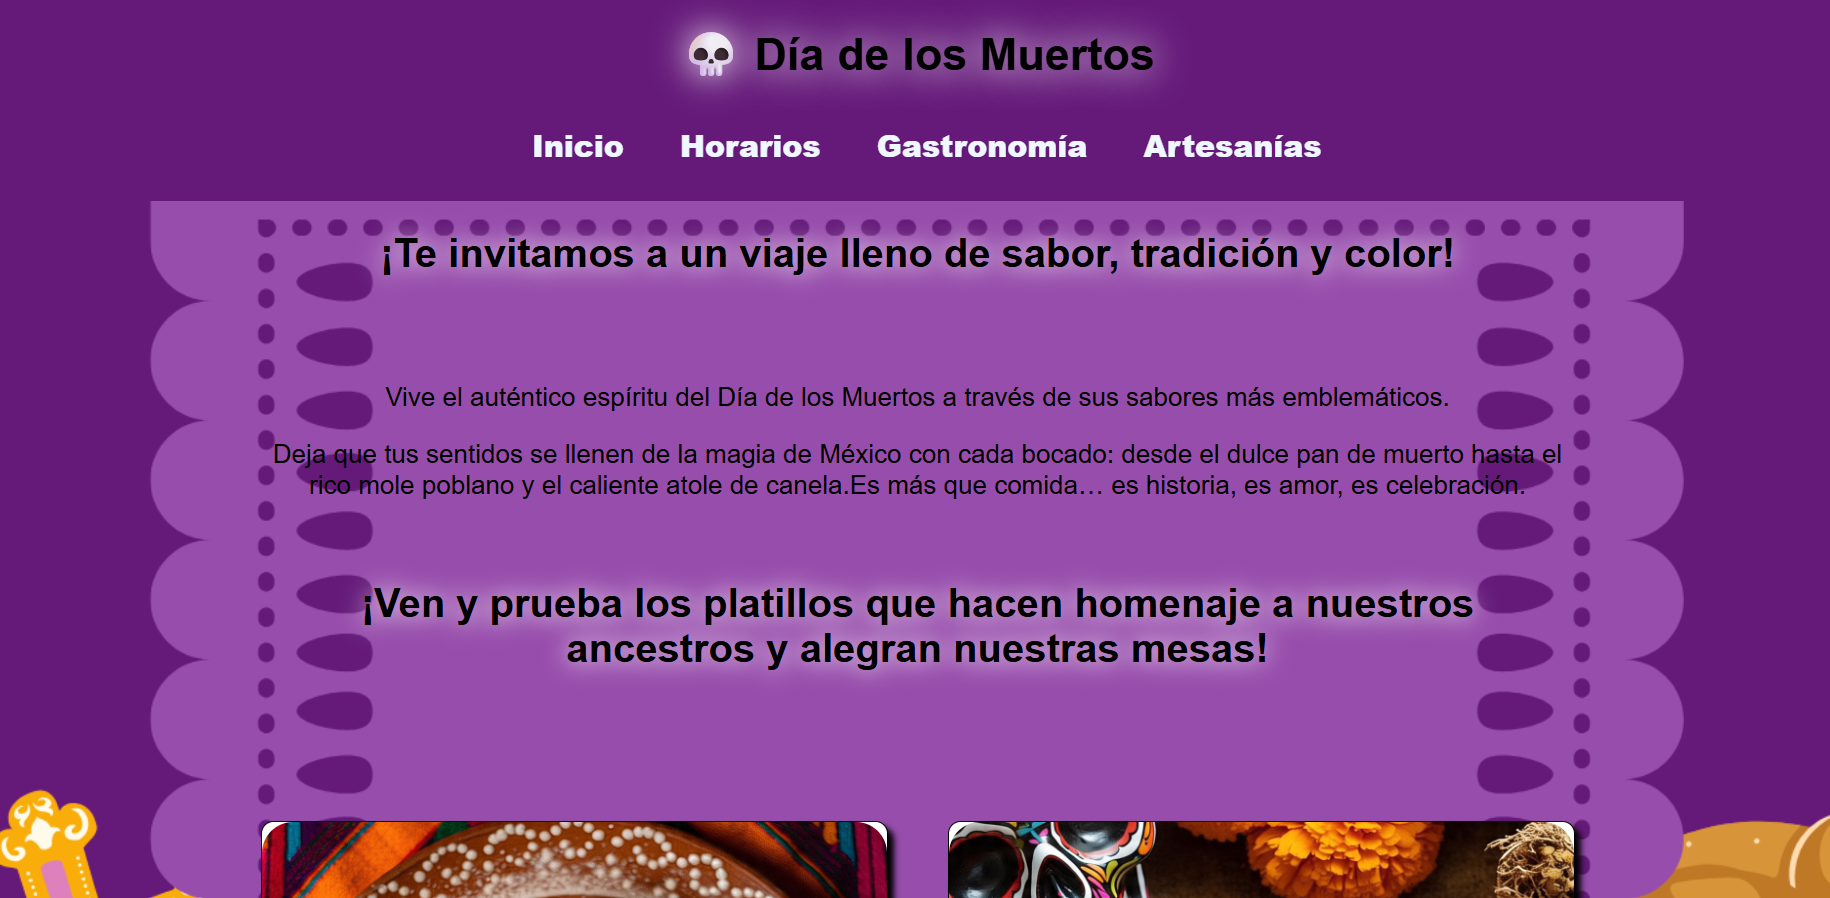 💀 Día de los Muertos
Inicio Horarios Gastronomía Artesanías
¡Te invitamos a un viaje lleno de sabor, tradición y color!
Vive el auténtico espíritu del Día de los Muertos a través de sus sabores más emblemáticos.
Deja que tus sentidos se llenen de la magia de México con cada bocado: desde el dulce pan de muerto hasta el
rico mole poblano y el caliente atole de canela.Es más que comida… es historia, es amor, es celebración.
¡Ven y prueba los platillos que hacen homenaje a nuestros
ancestros y alegran nuestras mesas!